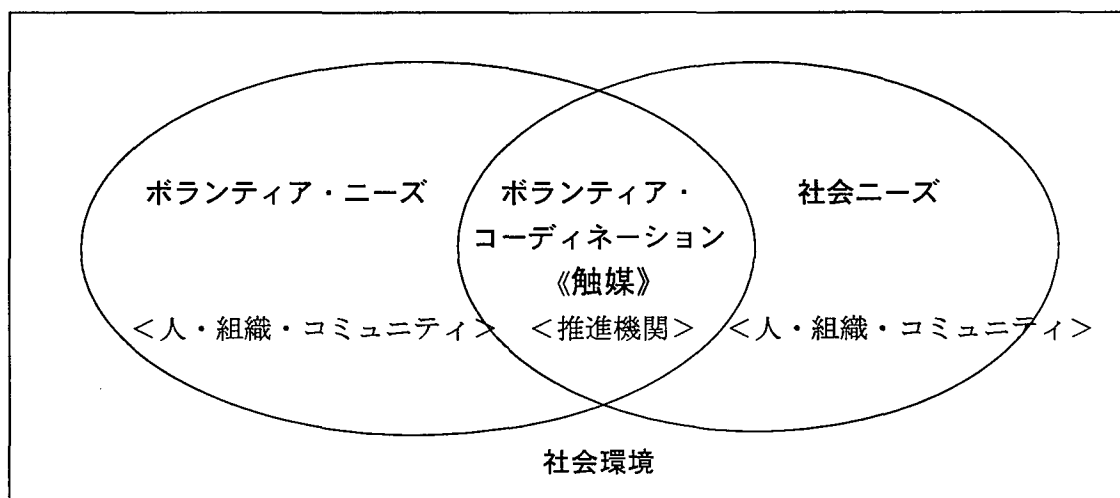 ボランティア・ニーズ
ボランティア・
コーディネーション
《触媒》
社会ニーズ
＜人・組織・コミュニティ＞
＜推進機関＞
＜人・組織・コミュニティ＞
社会環境